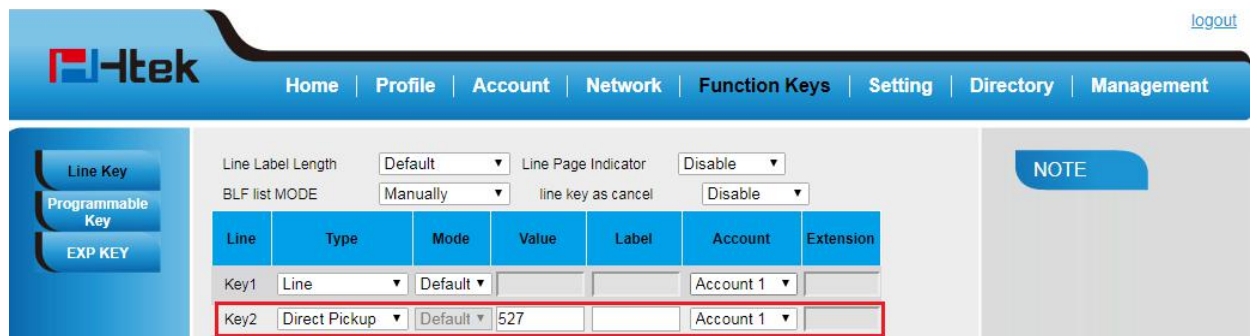 logout
Htek
Home | Profile | Account | Network | Function Keys | Setting | Directory | Management
Line Key
Programmable Key
EXP KEY
Line Label Length Default Line Page Indicator Disable
BLF list MODE Manually line key as cancel Disable
Line Type Mode Value Label Account Extension
Key1 Line Default Account 1
Key2 Direct Pickup Default 527 Account 1
NOTE